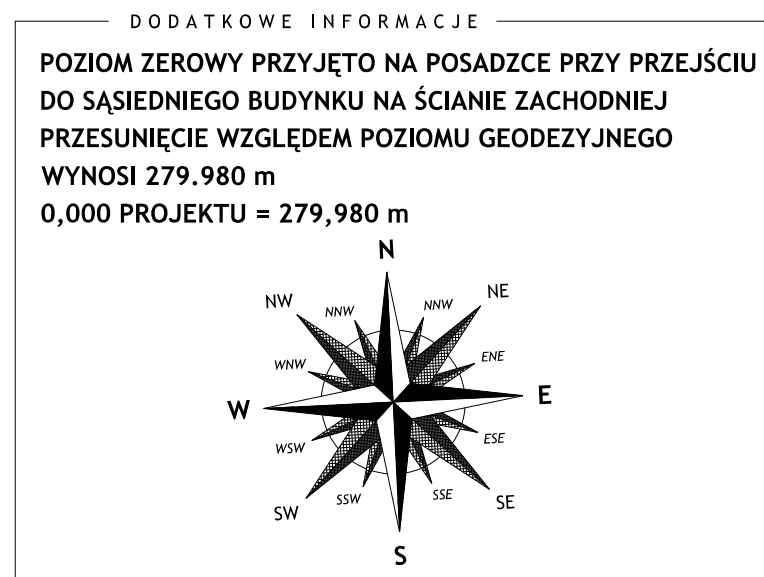 DODATKOWE INFORMACJE
POZIOM ZEROWY PRZYJĘTO NA POSADZCE PRZY PRZEJŚCIU
DO SĄSIEDNIEGO BUDYNKU NA ŚCIANIE ZACHODNIEJ
PRZESUNIĘCIE WZGLĘDEM POZIOMU GEODEZYJNEGO
WYNOSI 279.980 m
0,000 PROJEKTU = 279,980 m
N
NW
NNW
NNW
NE
WNW
ENE
W
E
WSW
ESE
SW
SSW
SSE
SE
S